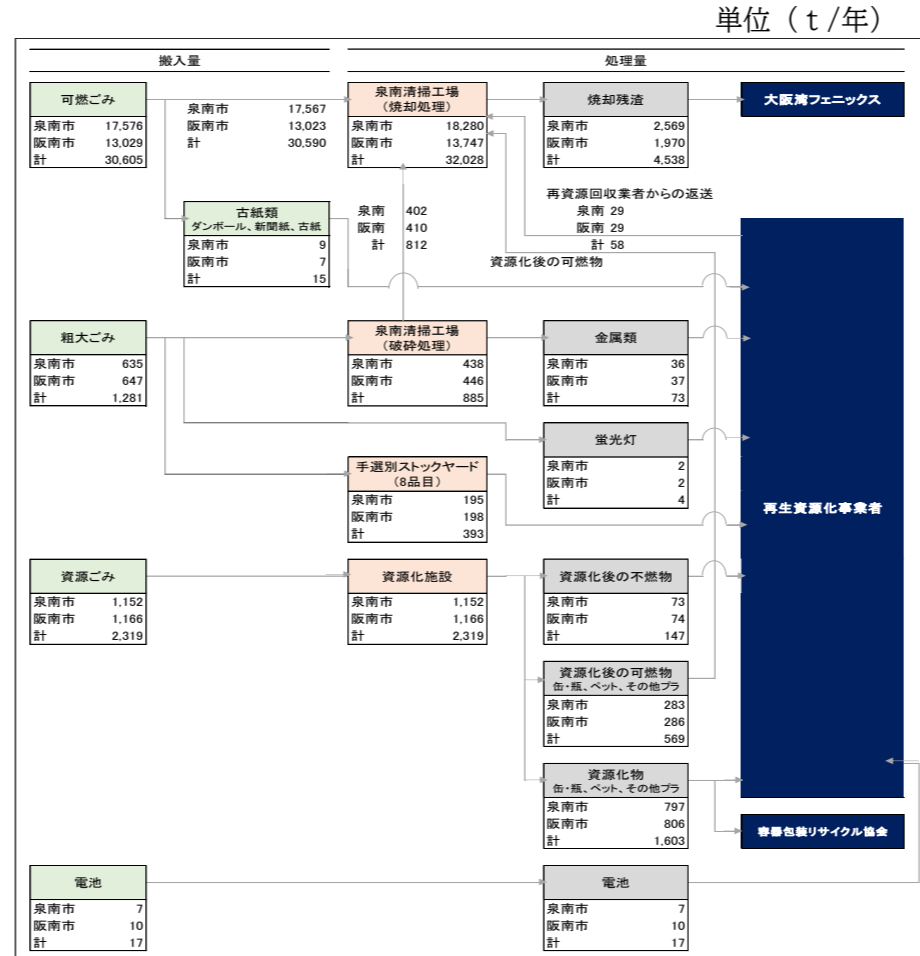 単位（ｔ/年）
搬入量
処理量
可燃ごみ
泉南市 17,576
阪南市 13,029
計 30,605
泉南市 17,567
阪南市 13,023
計 30,590
泉南清掃工場
（焼却処理）
泉南市 18,280
阪南市 13,747
計 32,028
焼却残渣
泉南市 2,569
阪南市 1,970
計 4,538
大阪湾フェニックス
古紙類
ダンボール、新聞紙、古紙
泉南市 9
阪南市 7
計 15
泉南 402
阪南 410
計 812
再資源回収業者からの返送
泉南 29
阪南 29
計 58
資源化後の可燃物
粗大ごみ
泉南市 635
阪南市 647
計 1,281
泉南清掃工場
（破砕処理）
泉南市 438
阪南市 446
計 885
金属類
泉南市 36
阪南市 37
計 73
蛍光灯
泉南市 2
阪南市 2
計 4
手選別ストックヤード
（8品目）
泉南市 195
阪南市 198
計 393
再生資源化事業者
資源ごみ
泉南市 1,152
阪南市 1,166
計 2,319
資源化施設
泉南市 1,152
阪南市 1,166
計 2,319
資源化後の不燃物
泉南市 73
阪南市 74
計 147
資源化後の可燃物
缶・瓶、ペット、その他プラ
泉南市 283
阪南市 286
計 569
資源化物
缶・瓶、ペット、その他プラ
泉南市 797
阪南市 806
計 1,603
容器包装リサイクル協会
電池
泉南市 7
阪南市 10
計 17
電池
泉南市 7
阪南市 10
計 17